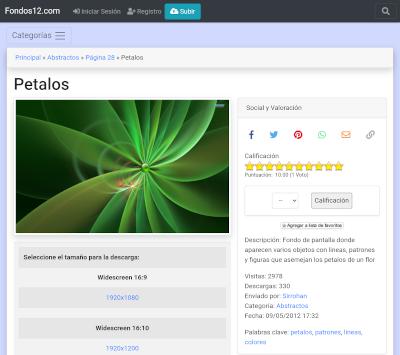 Fondos12.com
Iniciar Sesión
Registro
Subir
Categorías
Principal » Abstractos » Página 28 » Petalos
Petalos
Social y Valoración
Calificación
Puntuación: 10.00 (1 Voto)
--
Calificación
Agregar a lista de favoritos
Descripción: Fondo de pantalla donde
aparecen varios objetos con lineas, patrones
y figuras que asemejan los petalos de un flor
Visitas: 2978
Descargas: 330
Enviado por: Sirrohan
Categoría: Abstractos
Fecha: 09/05/2012 17:32
Palabras clave: petalos, patrones, lineas,
colores
Seleccione el tamaño para la descarga:
Widescreen 16:9
1920x1080
Widescreen 16:10
1920x1200